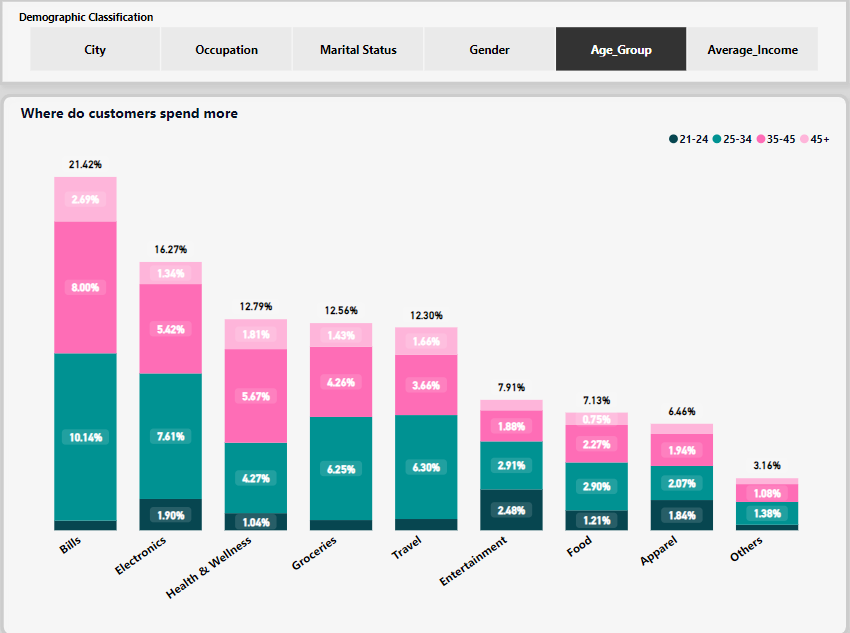 Demographic Classification
City Occupation Marital Status Gender Age_Group Average_Income
Where do customers spend more
21-24 25-34 35-45 45+
21.42%
2.69%
8.00%
10.14%
16.27%
1.34%
5.42%
7.61%
1.90%
12.79%
1.81%
5.67%
4.27%
1.04%
12.56%
1.43%
4.26%
6.25%
12.30%
1.66%
3.66%
6.30%
7.91%
1.88%
2.91%
2.48%
7.13%
0.75%
2.27%
2.90%
1.21%
6.46%
1.94%
2.07%
1.84%
3.16%
1.08%
1.38%
Bills
Electronics
Health & Wellness
Groceries
Travel
Entertainment
Food
Apparel
Others